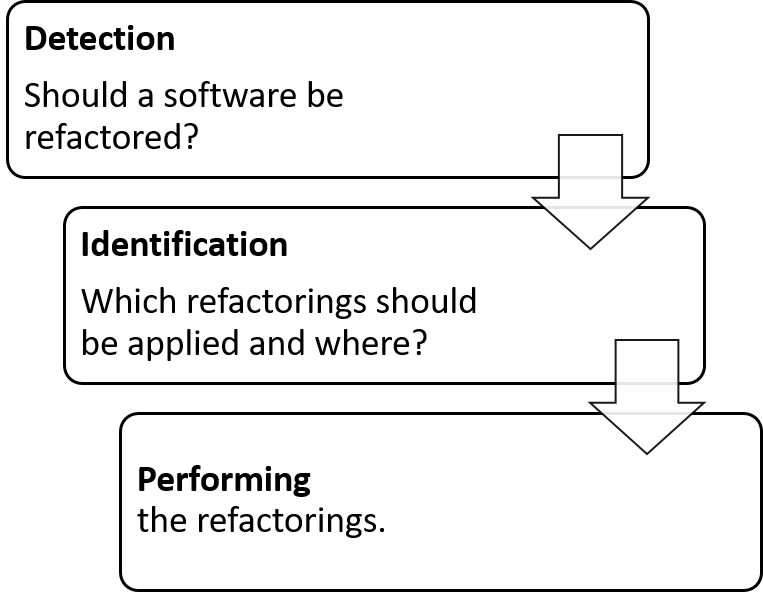 Detection
Should a software be
refactored?
Identification
Which refactorings should
be applied and where?
Performing
the refactorings.